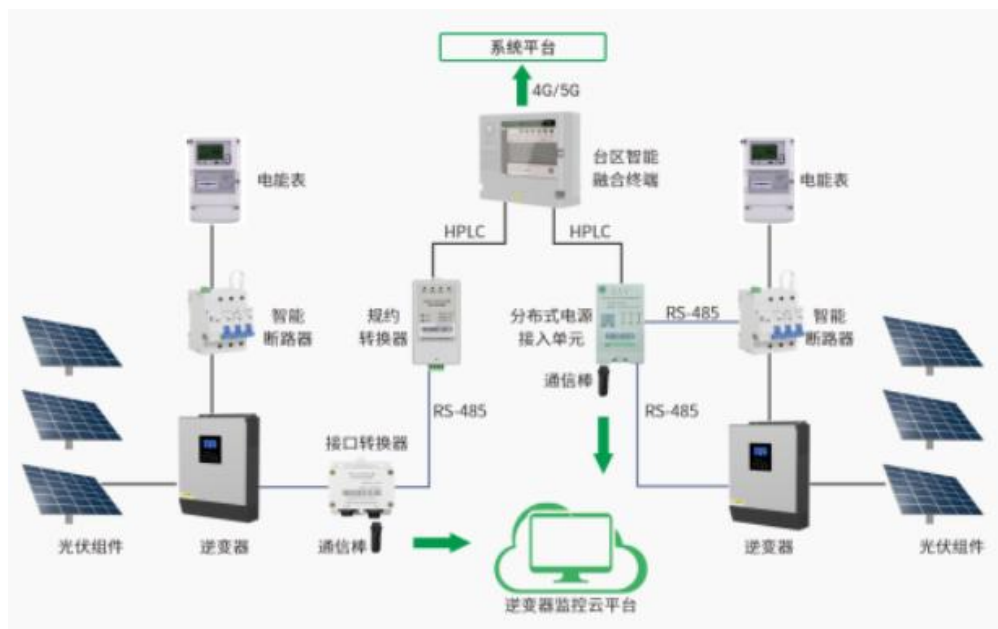 系统平台
4G/5G
台区智能
融合终端
电能表
电能表
HPLC
HPLC
智能
断路器
规约
转换器
分布式电源
接入单元
RS-485
智能
断路器
通信棒
RS-485
RS-485
接口转换器
光伏组件
逆变器
通信棒
逆变器
光伏组件
逆变器监控云平台